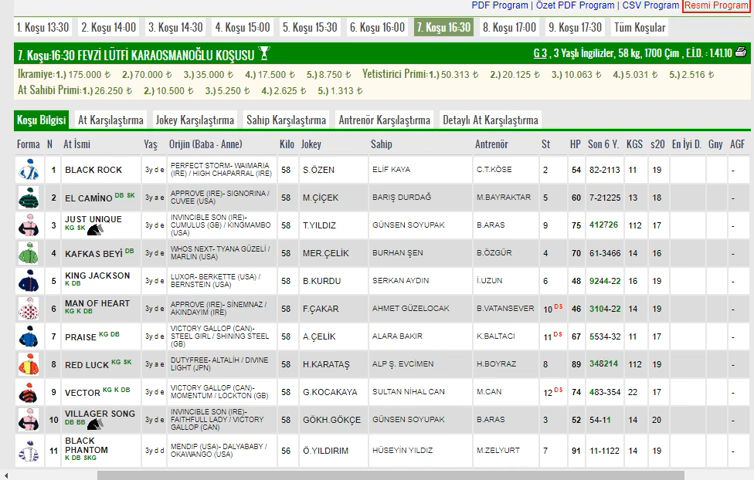 PDF Program | Özet PDF Program | CSV Program Resmi Program
1. Koşu 13:30 2. Koşu 14:00 3. Koşu 14:30 4. Koşu 15:00 5. Koşu 15:30 6. Koşu 16:00 7. Koşu 16:30 8. Koşu 17:00 9. Koşu 17:30 Tüm Koşular
7. Koşu:16:30 FEVZİ LÜTFİ KARAOSMANOĞLU KOŞUSU G 3 , 3 Yaşlı İngilizler, 58 kg, 1700 Çim , E.İ.D. : 1.41.10
Ikramiye:1.) 175.000 ₺ 2.) 70.000 ₺ 3.) 35.000 ₺ 4.) 17.500 ₺ 5.) 8.750 ₺ Yetistirici Primi:1.) 50.313 ₺ 2.) 20.125 ₺ 3.) 10.063 ₺ 4.) 5.031 ₺ 5.) 2.516 ₺
At Sahibi Primi:1.) 26.250 ₺ 2.) 10.500 ₺ 3.) 5.250 ₺ 4.) 2.625 ₺ 5.) 1.313 ₺
Koşu Bilgisi At Karşılaştırma Jokey Karşılaştırma Sahip Karşılaştırma Antrenör Karşılaştırma Detaylı At Karşılaştırma
Forma N At İsmi Yaş Orijin (Baba - Anne) Kilo Jokey Sahip Antrenör St HP Son 6 Y. KGS s20 En İyi D. Gny AGF
1 BLACK ROCK 3y d e PERFECT STORM- WAIMARIA (IRE) / HIGH CHAPARRAL (IRE) 58 S.ÖZEN ELİF KAYA C.T.KÖSE 2 54 82-2113 11 19 -
2 EL CAMİNO DB SK 3y d e APPROVE (IRE)- SIGNORINA / CUVEE (USA) 58 M.ÇİÇEK BARIŞ DURDAĞ M.BAYRAKTAR 5 60 7-21225 13 18 -
3 JUST UNIQUE KG SK 3y d e INVINCIBLE SON (IRE)- CUMULUS (GB) / KINGMAMBO (USA) 58 T.YILDIZ GÜNSEN SOYUPAK B.ARAS 9 75 412726 112 17 -
4 KAFKAS BEYİ DB 3y d e WHOS NEXT- TYANA GÜZELİ / MARLIN (USA) 58 MER.ÇELİK BURHAN ŞEN B.ÖZGÜR 4 70 61-3466 14 16 -
5 KING JACKSON K DB 3y d e LUXOR- BERKETTE (USA) / BERNSTEIN (USA) 58 B.KURDU SERKAN AYDIN İ.UZUN 6 48 9244-22 16 19 -
6 MAN OF HEART KG K DB 3y d e APPROVE (IRE)- SİNEMNAZ / AKINDAYIM (IRE) 58 F.ÇAKAR AHMET GÜZELOCAK B.VATANSEVER 10 DS 46 3104-22 14 19 -
7 PRAISE KG DB 3y d e VICTORY GALLOP (CAN)- STEEL GIRL / SHINING STEEL (GB) 58 A.ÇELİK ALARA BAKIR K.BALTACI 11 DS 67 5534-32 11 17 -
8 RED LUCK KG SK 3y a e DUTYFREE- ALTALİH / DIVINE LIGHT (JPN) 58 H.KARATAŞ ALP Ş. EVCİMEN H.BOYRAZ 8 89 348214 112 19 -
9 VECTOR KG K DB 3y d e VICTORY GALLOP (CAN)- MOMENTUM / LOCKTON (GB) 58 G.KOCAKAYA SULTAN NİHAL CAN M.CAN 12 DS 74 483-354 22 17 -
10 VILLAGER SONG DB BB 3y d e INVINCIBLE SON (IRE)- FAITHFULL LADY / VICTORY GALLOP (CAN) 58 GÖKH.GÖKÇE GÜNSEN SOYUPAK B.ARAS 3 52 54-11 14 20 -
11 BLACK PHANTOM K DB SKG 3y d d MENDIP (USA)- DALYABABY / OKAWANGO (USA) 56 Ö.YILDIRIM HÜSEYİN YILDIZ M.ZELYURT 7 91 11-1122 14 19 -